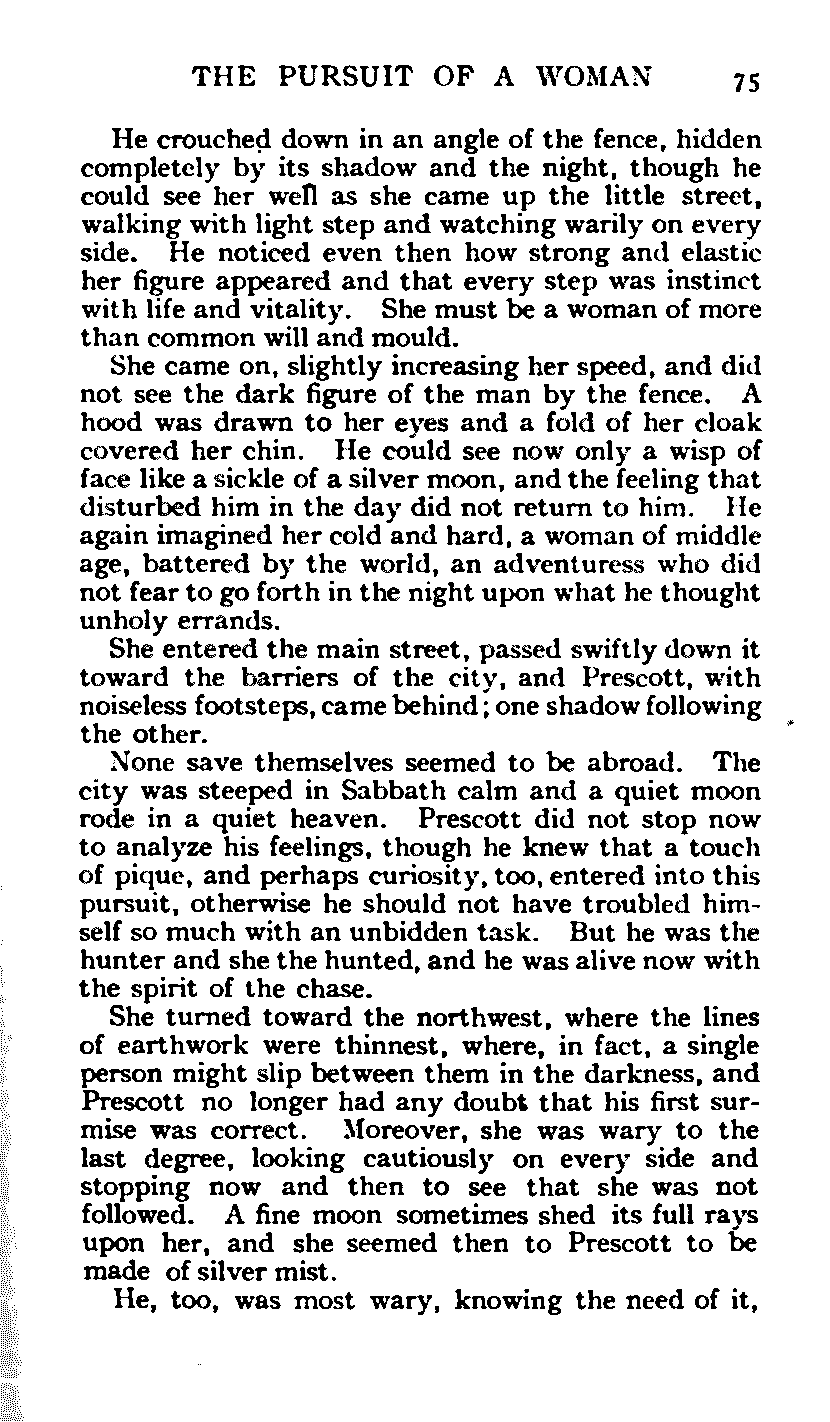 THE PURSUIT OF A WOMAN 75
He crouched down in an angle of the fence, hidden
completely by its shadow and the night, though he
could see her well as she came up the little street,
walking with light step and watching warily on every
side. He noticed even then how strong and elastic
her figure appeared and that every step was instinct
with life and vitality. She must be a woman of more
than common will and mould.
She came on, slightly increasing her speed, and did
not see the dark figure of the man by the fence. A
hood was drawn to her eyes and a fold of her cloak
covered her chin. He could see now only a wisp of
face like a sickle of a silver moon, and the feeling that
disturbed him in the day did not return to him. He
again imagined her cold and hard, a woman of middle
age, battered by the world, an adventuress who did
not fear to go forth in the night upon what he thought
unholy errands.
She entered the main street, passed swiftly down it
toward the barriers of the city, and Prescott, with
noiseless footsteps, came behind; one shadow following
the other.
None save themselves seemed to be abroad. The
city was steeped in Sabbath calm and a quiet moon
rode in a quiet heaven. Prescott did not stop now
to analyze his feelings, though he knew that a touch
of pique, and perhaps curiosity, too, entered into this
pursuit, otherwise he should not have troubled him-
self so much with an unbidden task. But he was the
hunter and she the hunted, and he was alive now with
the spirit of the chase.
She turned toward the northwest, where the lines
of earthwork were thinnest, where, in fact, a single
person might slip between them in the darkness, and
Prescott no longer had any doubt that his first sur-
mise was correct. Moreover, she was wary to the
last degree, looking cautiously on every side and
stopping now and then to see that she was not
followed. A fine moon sometimes shed its full rays
upon her, and she seemed then to Prescott to be
made of silver mist.
He, too, was most wary, knowing the need of it,